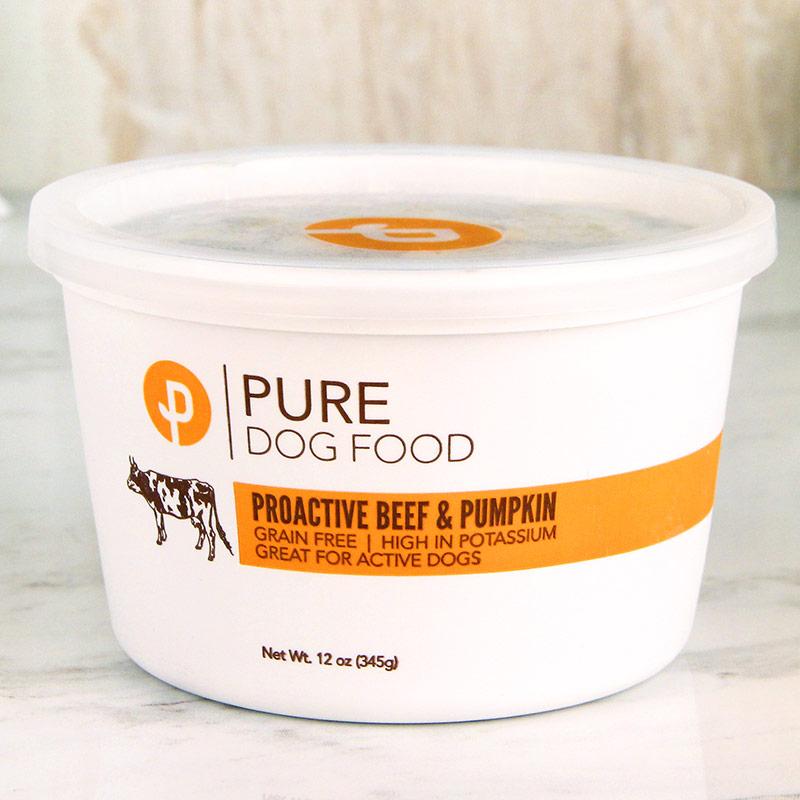 P
PURE
DOG FOOD
PROACTIVE BEEF & PUMPKIN
GRAIN FREE | HIGH IN POTASSIUM
GREAT FOR ACTIVE DOGS
Net Wt. 12 oz (345g)